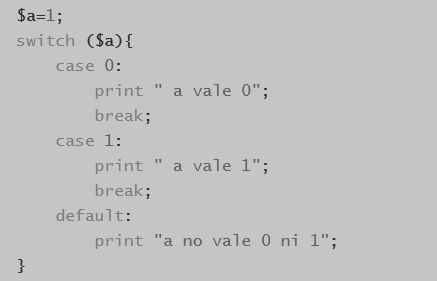 $a=1;
switch ($a){
    case 0:
        print " a vale 0";
        break;
    case 1:
        print " a vale 1";
        break;
    default:
        print "a no vale 0 ni 1";
}